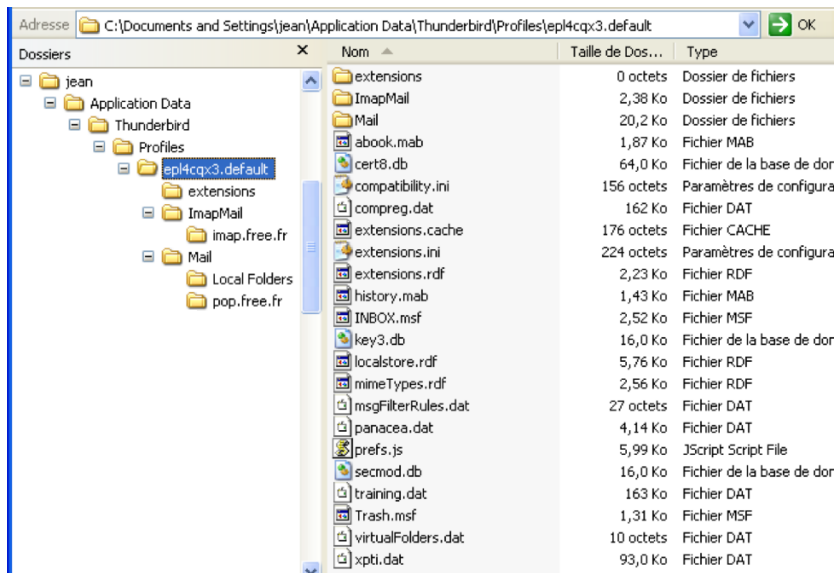 Adresse C:\Documents and Settings\jean\Application Data\Thunderbird\Profiles\epl4cqx3.default OK
Dossiers
jean
Application Data
Thunderbird
Profiles
epl4cqx3.default
extensions
ImapMail
imap.free.fr
Mail
Local Folders
pop.free.fr
Nom Taille de Dos... Type
extensions 0 octets Dossier de fichiers
ImapMail 2,38 Ko Dossier de fichiers
Mail 20,2 Ko Dossier de fichiers
abook.mab 1,87 Ko Fichier MAB
cert8.db 64,0 Ko Fichier de la base de don
compatibility.ini 156 octets Paramètres de configura
compreg.dat 162 Ko Fichier DAT
extensions.cache 176 octets Fichier CACHE
extensions.ini 224 octets Paramètres de configura
extensions.rdf 2,23 Ko Fichier RDF
history.mab 1,43 Ko Fichier MAB
INBOX.msf 2,52 Ko Fichier MSF
key3.db 16,0 Ko Fichier de la base de don
localstore.rdf 5,76 Ko Fichier RDF
mimeTypes.rdf 2,56 Ko Fichier RDF
msgFilterRules.dat 27 octets Fichier DAT
panacea.dat 4,14 Ko Fichier DAT
prefs.js 5,99 Ko JScript Script File
secmod.db 16,0 Ko Fichier de la base de don
training.dat 163 Ko Fichier DAT
Trash.msf 1,31 Ko Fichier MSF
virtualFolders.dat 10 octets Fichier DAT
xpti.dat 93,0 Ko Fichier DAT